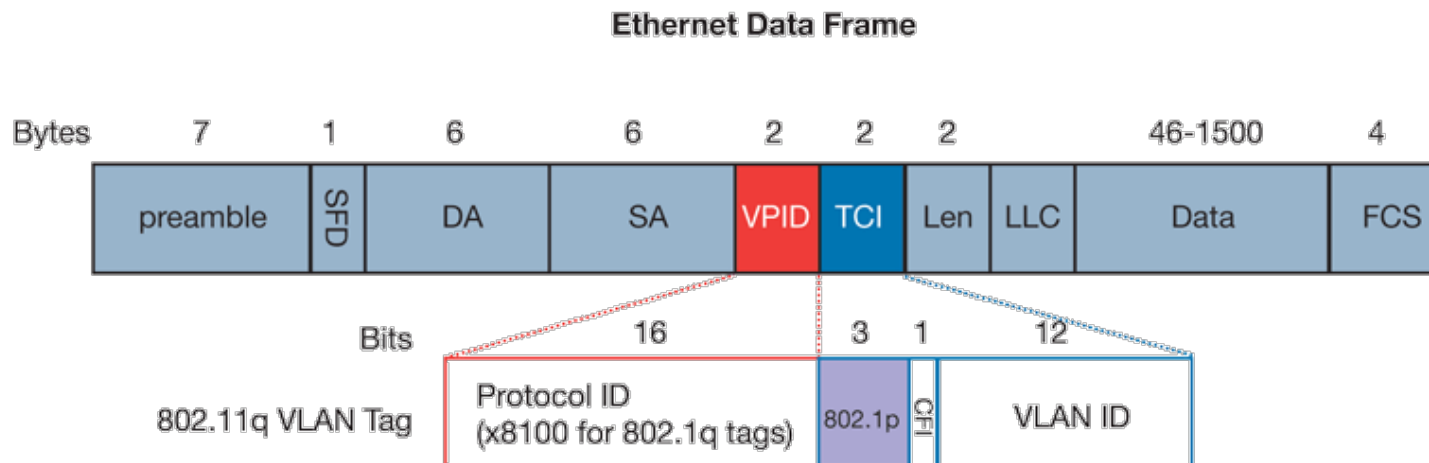 Ethernet Data Frame
Bytes 7 1 6 6 2 2 2 46-1500 4
preamble SFD DA SA VPID TCI Len LLC Data FCS
Bits 16 3 1 12
802.11q VLAN Tag
Protocol ID
(x8100 for 802.1q tags)
802.1p
CFI
VLAN ID